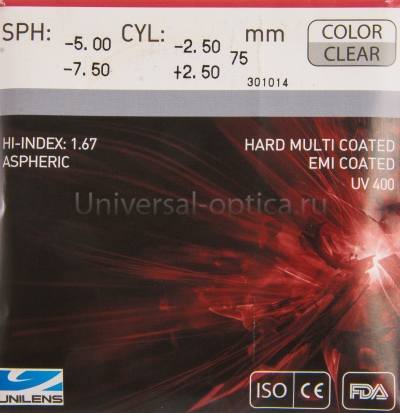 SPH: -5.00 CYL: -2.50 mm COLOR
-7.50 +2.50 75 CLEAR
301014
HI-INDEX: 1.67 HARD MULTI COATED
ASPHERIC EMI COATED
UV 400
Universal-optica.ru
UNILENS ISO CE FDA